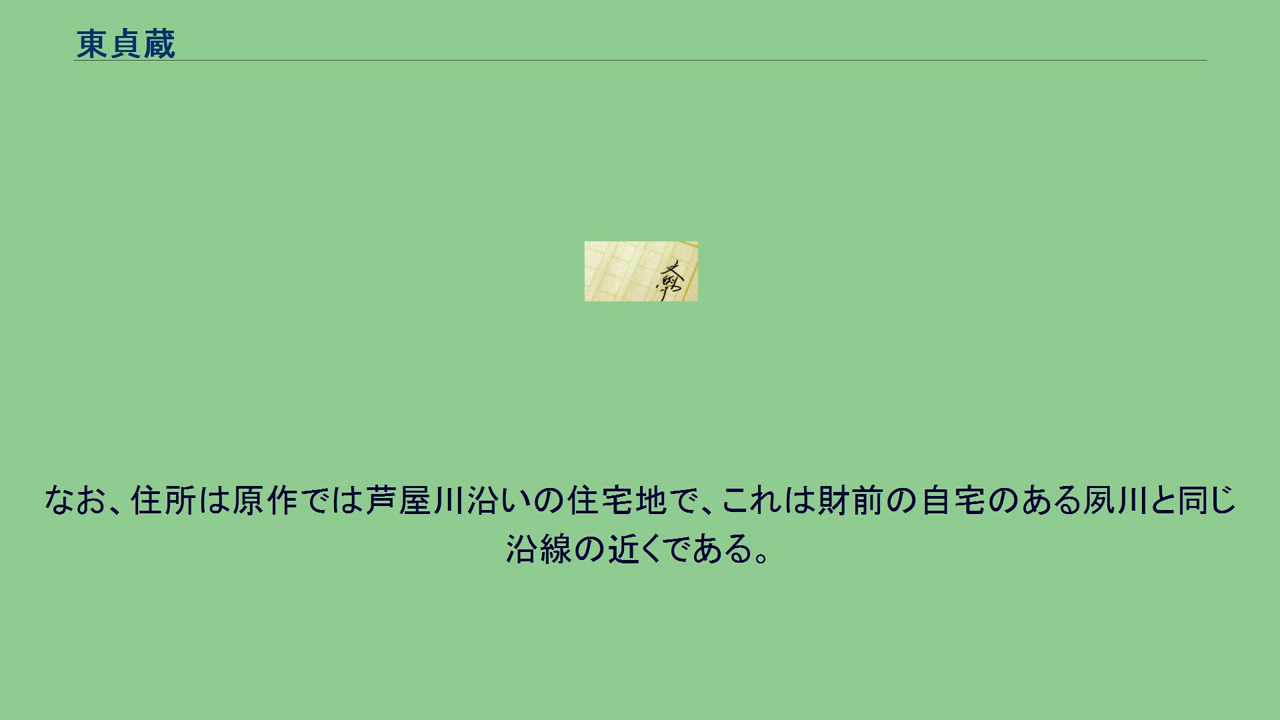 東貞蔵
なお、住所は原作では芦屋川沿いの住宅地で、これは財前の自宅のある夙川と同じ
沿線の近くである。